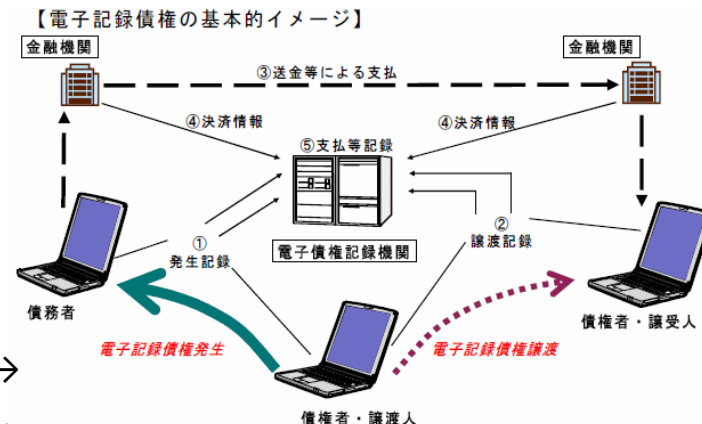 【電子記録債権の基本的イメージ】
金融機関
金融機関
③送金等による支払
④決済情報
④決済情報
⑤支払等記録
①
発生記録
②
譲渡記録
電子債権記録機関
債務者
債権者・譲受人
電子記録債権発生
電子記録債権譲渡
債権者・譲渡人